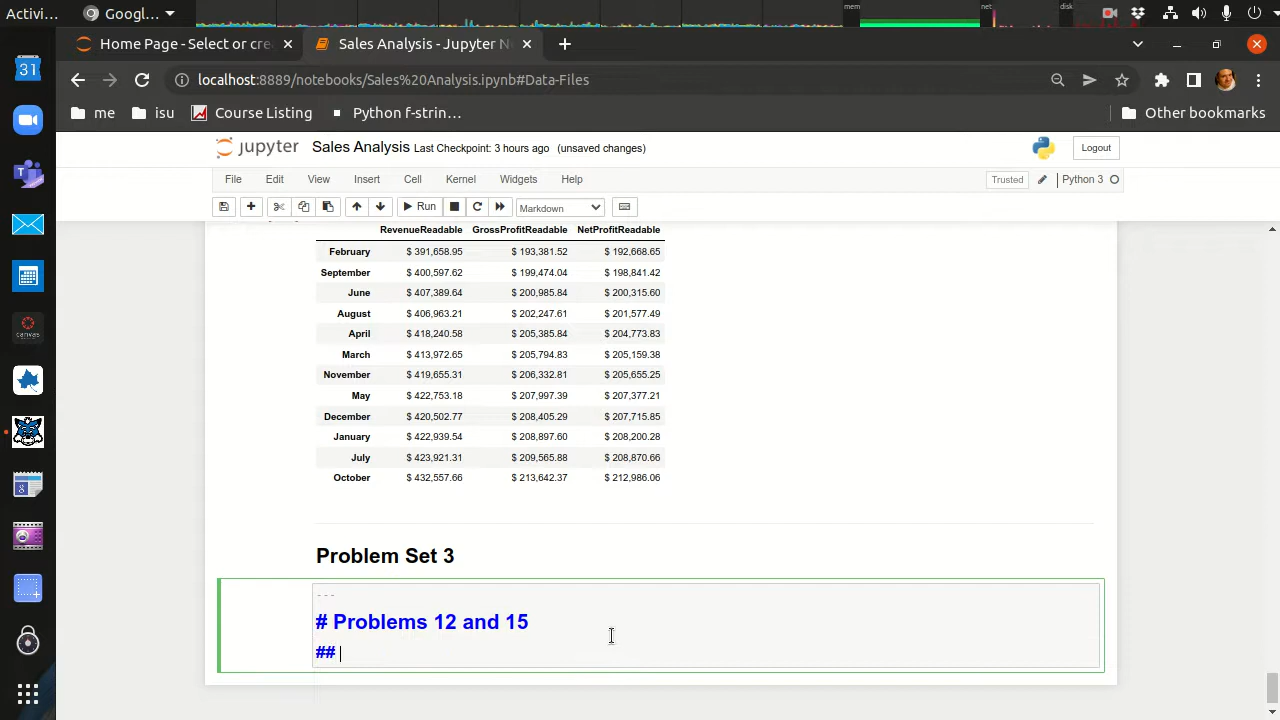 Activi...
Googl...
mem
net
disk
Home Page - Select or cre
Sales Analysis - Jupyter N
localhost:8889/notebooks/Sales%20Analysis.ipynb#Data-Files
me
isu
Course Listing
Python f-strin...
Other bookmarks
31
canvas
jupyter
Sales Analysis Last Checkpoint: 3 hours ago (unsaved changes)
Logout
File Edit View Insert Cell Kernel Widgets Help
Trusted
Python 3
Run
Markdown
RevenueReadable GrossProfitReadable NetProfitReadable
February $ 391,658.95 $ 193,381.52 $ 192,668.65
September $ 400,597.62 $ 199,474.04 $ 198,841.42
June $ 407,389.64 $ 200,985.84 $ 200,315.60
August $ 406,963.21 $ 202,247.61 $ 201,577.49
April $ 418,240.58 $ 205,385.84 $ 204,773.83
March $ 413,972.65 $ 205,794.83 $ 205,159.38
November $ 419,655.31 $ 206,332.81 $ 205,655.25
May $ 422,753.18 $ 207,997.39 $ 207,377.21
December $ 420,502.77 $ 208,405.29 $ 207,715.85
January $ 422,939.54 $ 208,897.60 $ 208,200.28
July $ 423,921.31 $ 209,565.88 $ 208,870.66
October $ 432,557.66 $ 213,642.37 $ 212,986.06
Problem Set 3
---
# Problems 12 and 15
##